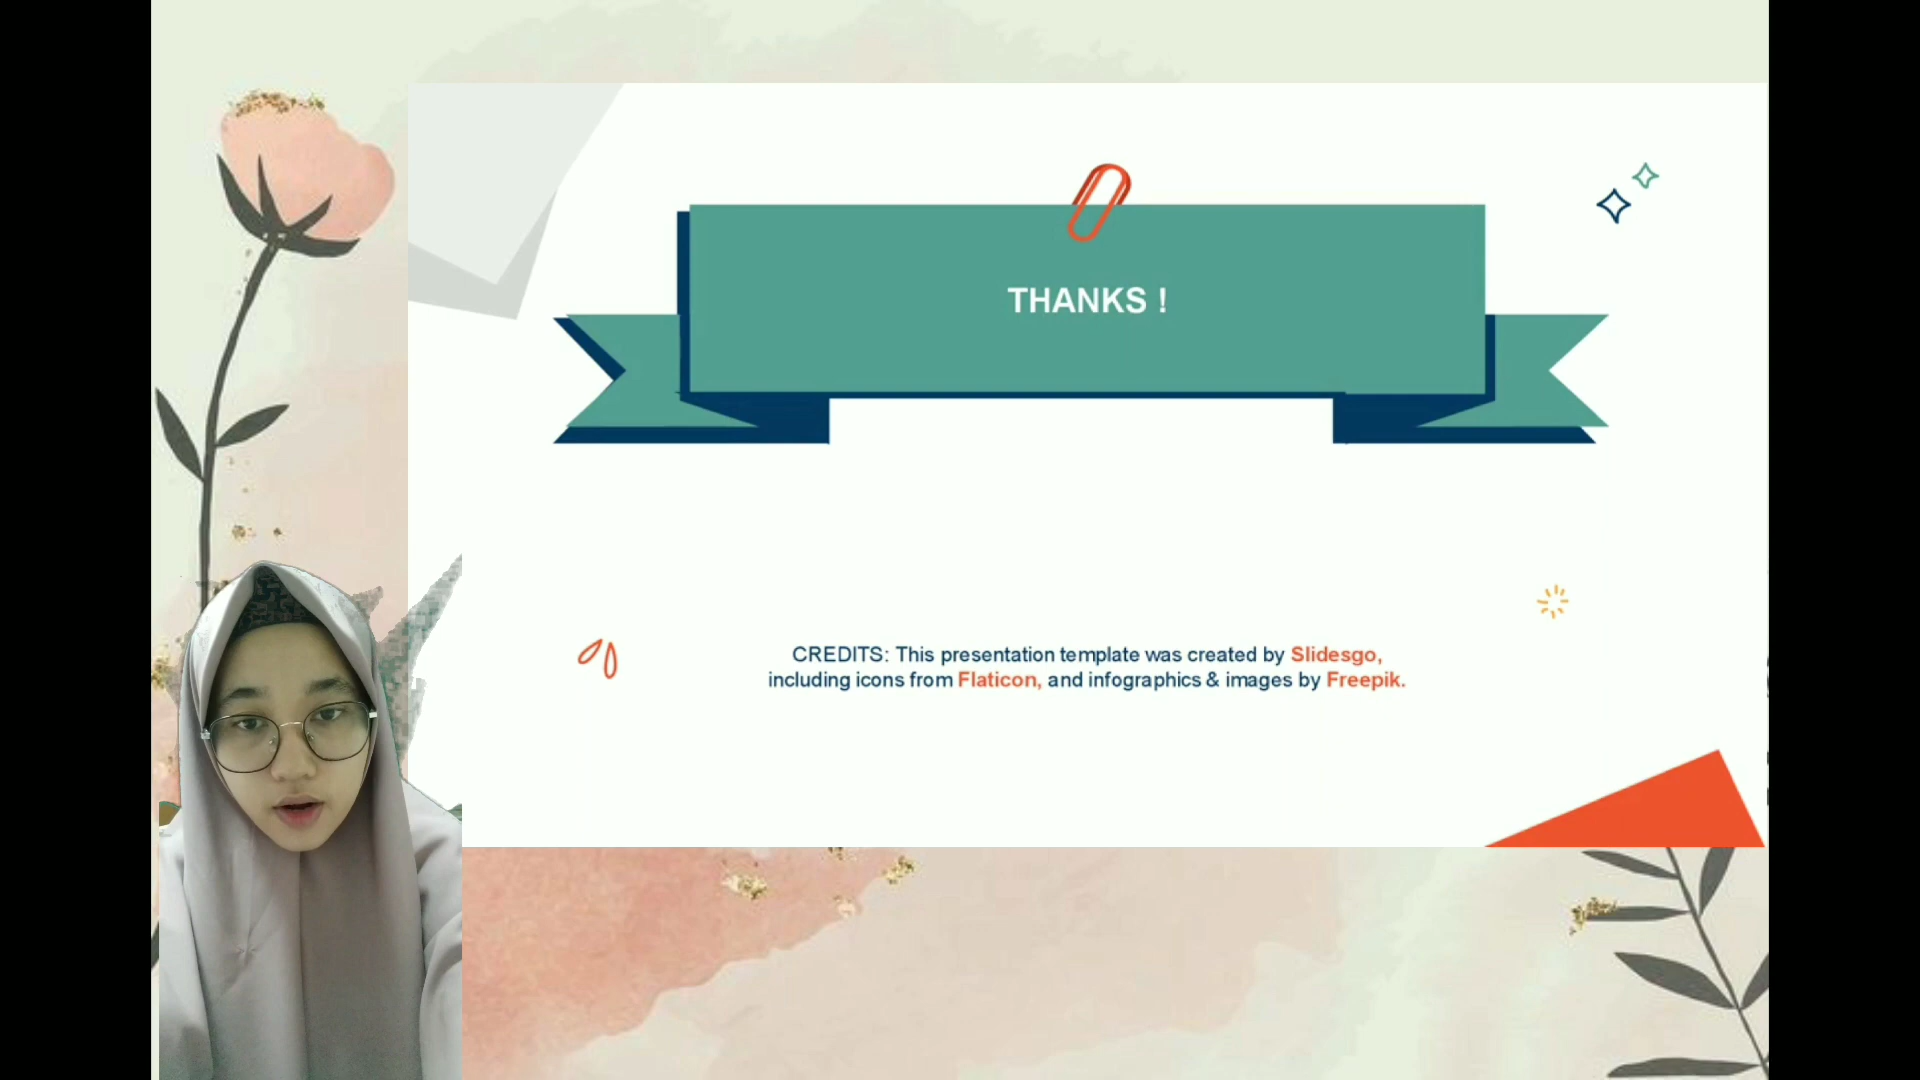 THANKS !
CREDITS: This presentation template was created by Slidesgo,
including icons from Flaticon, and infographics & images by Freepik.